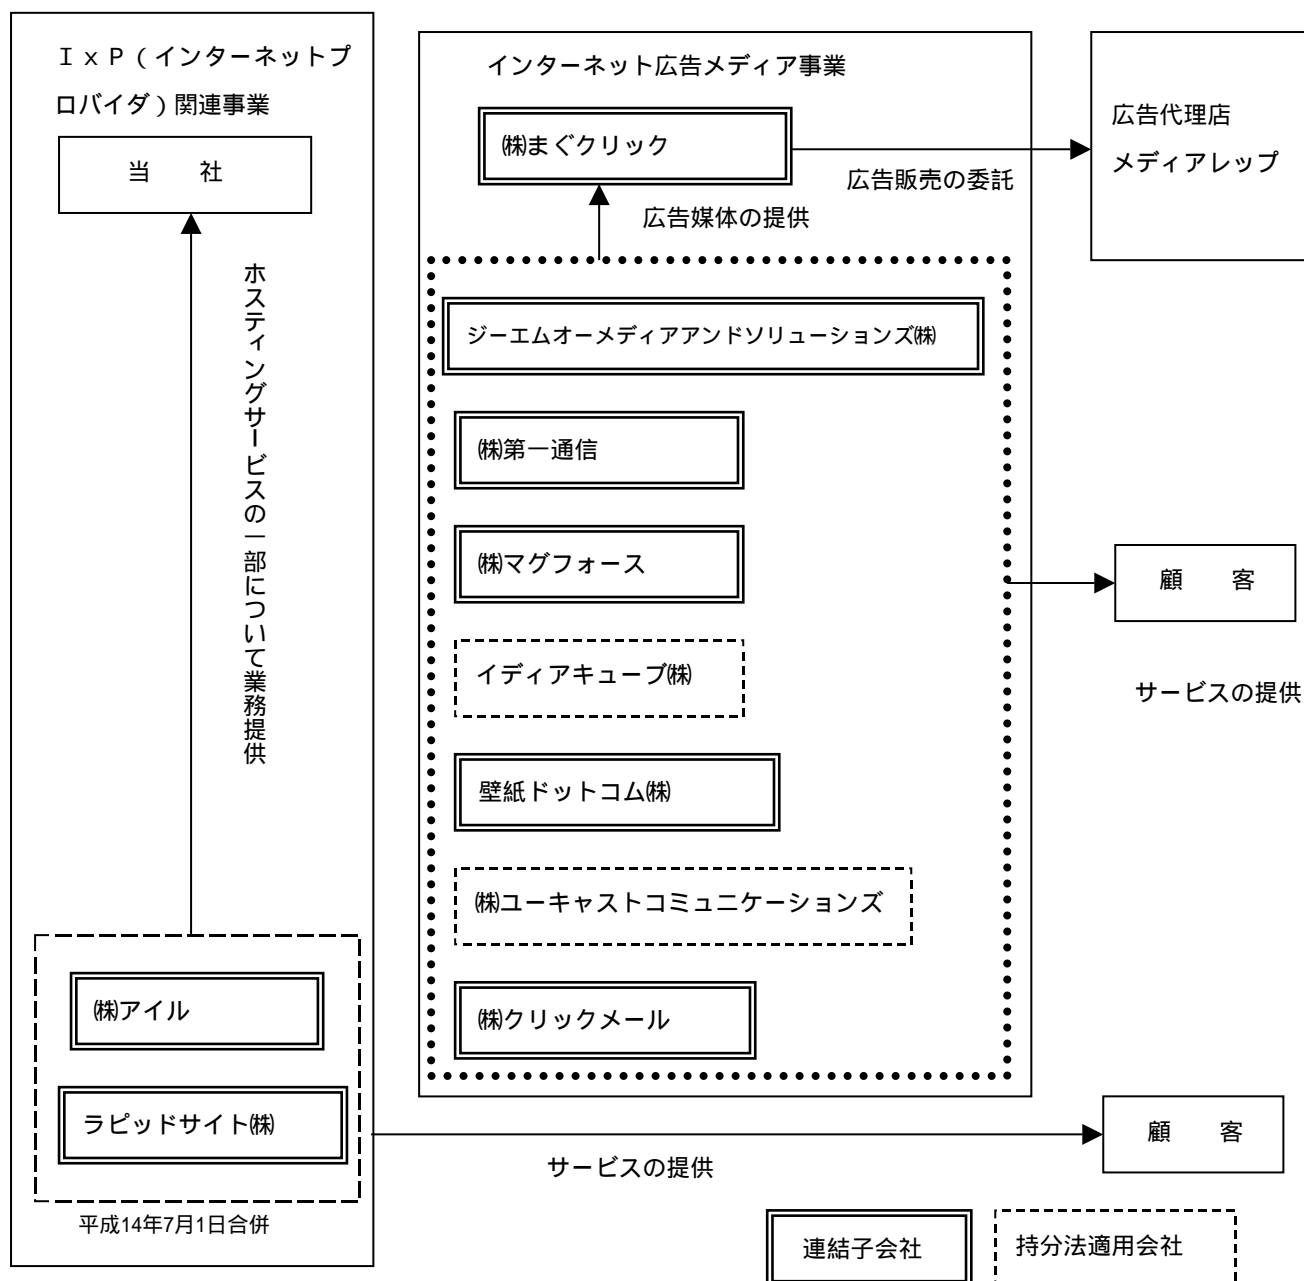 ＩｘＰ（インターネットプ
ロバイダ）関連事業
当　社
ホスティングサービスの一部について業務提供
㈱アイル
ラピッドサイト㈱
平成14年7月1日合併
インターネット広告メディア事業
㈱まぐクリック
広告販売の委託
広告代理店
メディアレップ
広告媒体の提供
ジーエムオーメディアアンドソリューションズ㈱
㈱第一通信
㈱マグフォース
イディアキューブ㈱
壁紙ドットコム㈱
㈱ユーキャストコミュニケーションズ
㈱クリックメール
顧　客
サービスの提供
顧　客
サービスの提供
連結子会社
持分法適用会社